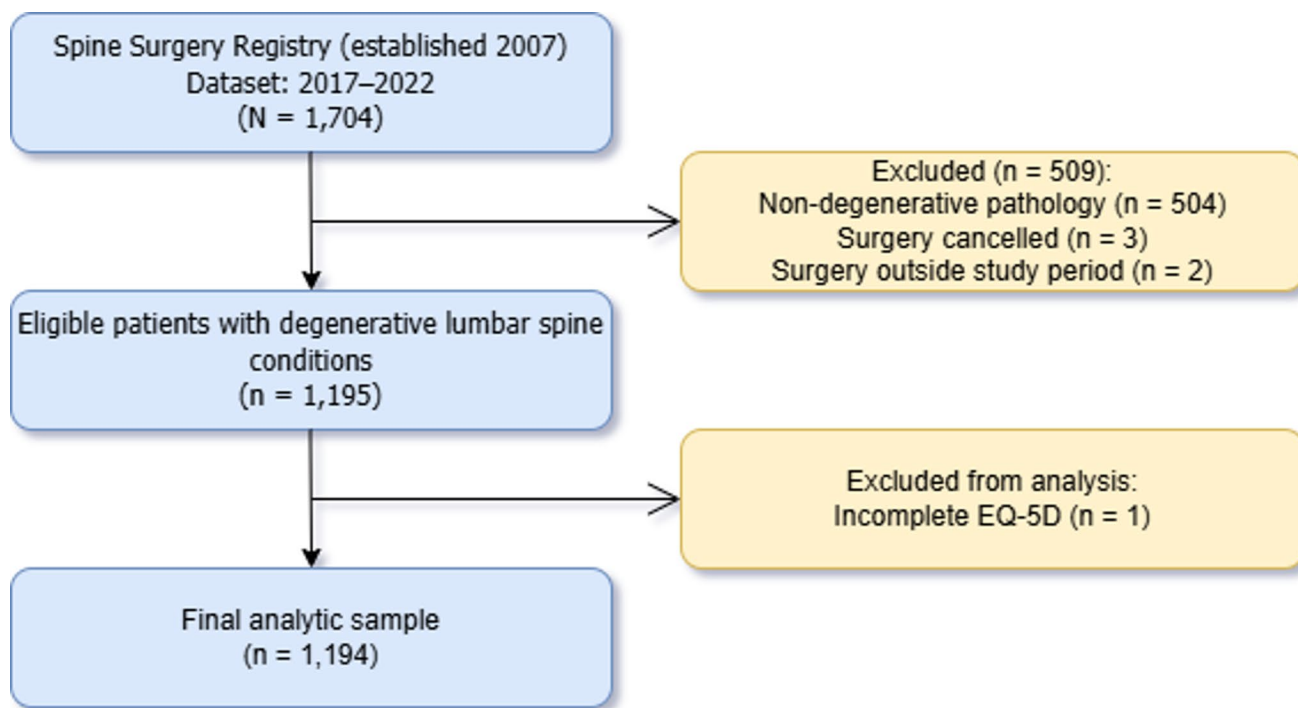 Spine Surgery Registry (established 2007)
Dataset: 2017–2022
(N = 1,704)
Excluded (n = 509):
Non-degenerative pathology (n = 504)
Surgery cancelled (n = 3)
Surgery outside study period (n = 2)
Eligible patients with degenerative lumbar spine
conditions
(n = 1,195)
Excluded from analysis:
Incomplete EQ-5D (n = 1)
Final analytic sample
(n = 1,194)